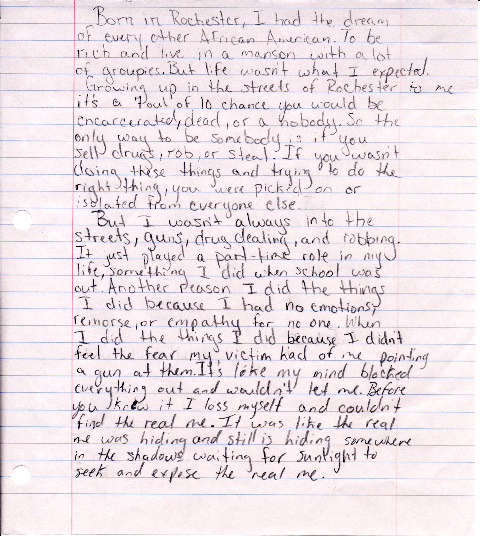 Born in Rochester, I had the dream
of every other African American. To be
rich and live in a manson with a lot
of groupies. But life wasn't what I expected.
Growing up in the streets of Rochester to me
it's a 7 out of 10 chance you would be
encarcerated, dead, or a nobody. So the
only way to be somebody is if you
sell drugs, rob, or steal. If you wasn't
doing these things and trying to do the
right thing, you were picked on or
isolated from everyone else.
But I wasn't always into the
streets, guns, drug dealing, and robbing.
It just played a part-time role in my
life, something I did when school was
out. Another reason I did the things
I did because I had no emotions,
remorse, or empathy for no one. When
I did the things I did because I didn't
feel the fear my victim had of me pointing
a gun at them. It's like my mind blocked
everything out and wouldn't let me. Before
you know it I loss myself and couldn't
find the real me. It was like the real
me was hiding and still is hiding somewhere
in the shadows waiting for sunlight to
seek and expose the real me.